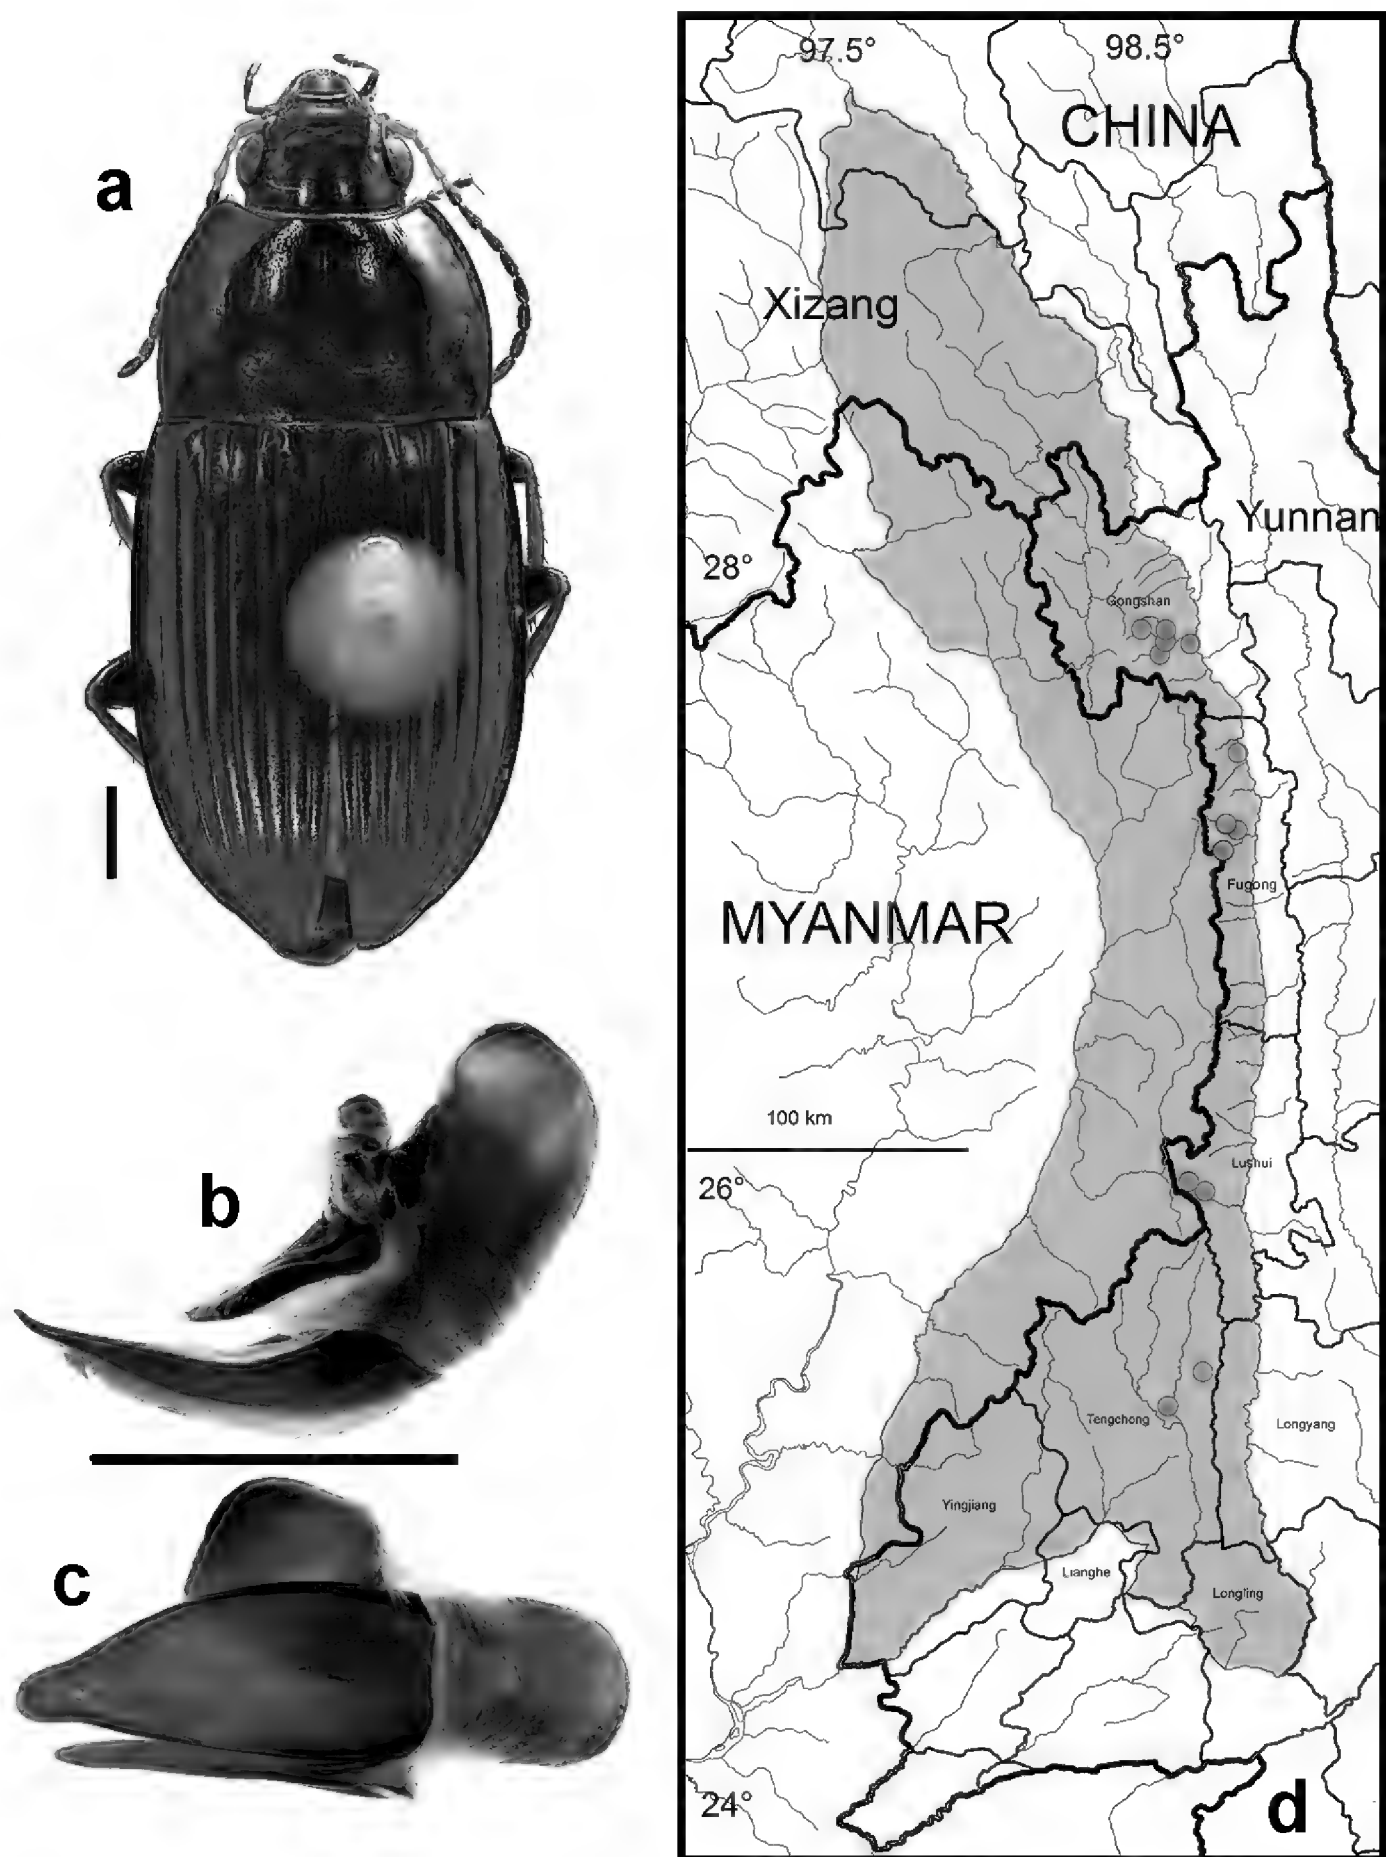 a
b
c
97.5°
98.5°
CHINA
Xizang
Yunnan
28°
Gongshan
Fugong
MYANMAR
100 km
Lushui
26°
Tengchong
Longyang
Yingjiang
Lianghe
Longling
24°
d